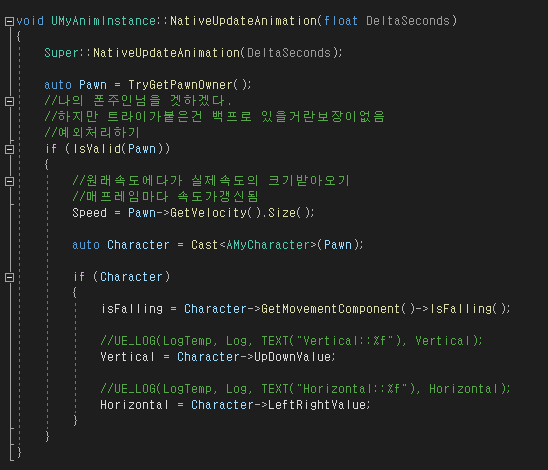 void UMyAnimInstance::NativeUpdateAnimation(float DeltaSeconds)
{
Super::NativeUpdateAnimation(DeltaSeconds);
auto Pawn = TryGetPawnOwner();
//나의 폰주인님을 겟하겠다.
//하지만 트라이가붙은건 백프로 있을거란보장이없음
//예외처리하기
if (IsValid(Pawn))
{
//원래속도에다가 실제속도의 크기받아오기
//매프레임마다 속도가갱신됨
Speed = Pawn->GetVelocity().Size();
auto Character = Cast<AMyCharacter>(Pawn);
if (Character)
{
isFalling = Character->GetMovementComponent()->IsFalling();
//UE_LOG(LogTemp, Log, TEXT("Vertical::%f"), Vertical);
Vertical = Character->UpDownValue;
//UE_LOG(LogTemp, Log, TEXT("Horizontal::%f"), Horizontal);
Horizontal = Character->LeftRightValue;
}
}
}